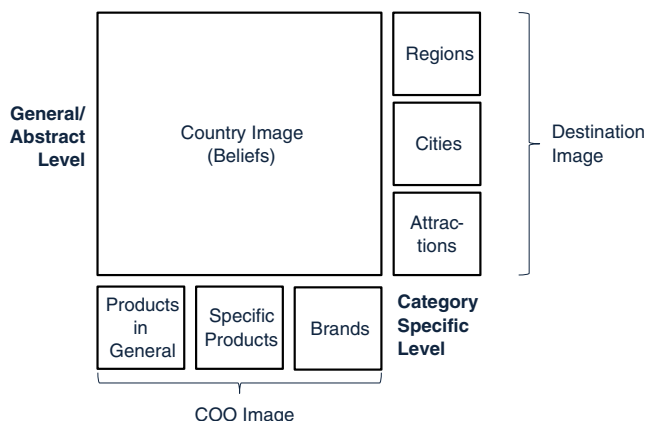 General/
Abstract
Level
Country Image
(Beliefs)
Regions
Cities
Attrac-
tions
Destination
Image
Products
in
General
Specific
Products
Brands
Category
Specific
Level
COO Image